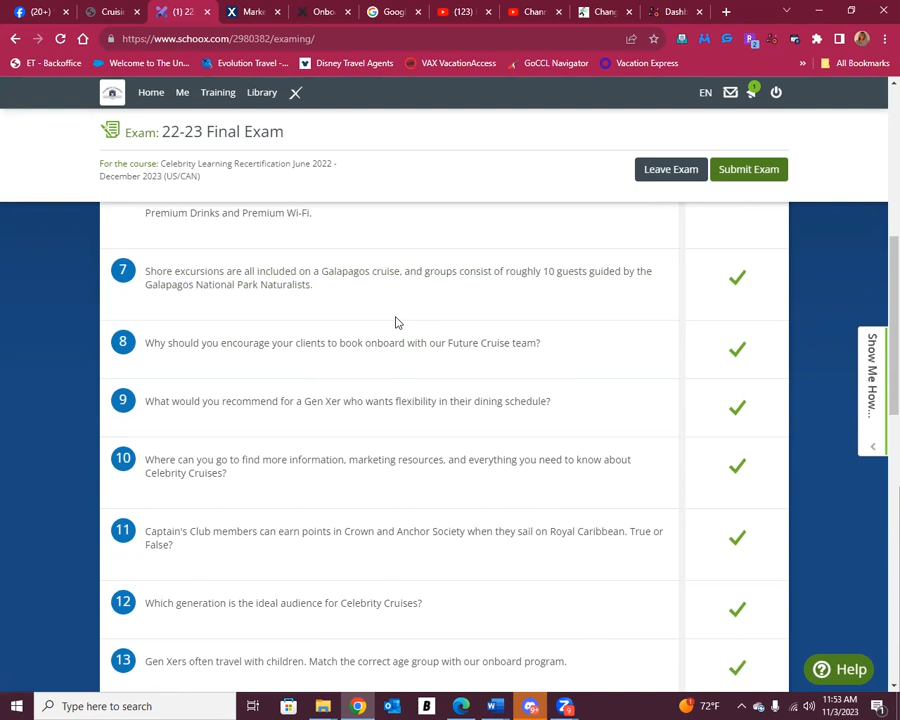 (20+)
Cruisin
(1) 22
Marke
Onbo
Googl
(123)
Chann
Chang
Dashb
https://www.schoox.com/2980382/examing/
ET - Backoffice
Welcome to The Un...
Evolution Travel -...
Disney Travel Agents
VAX VacationAccess
GoCCL Navigator
Vacation Express
»
All Bookmarks
Home Me Training Library
EN
1
Exam: 22-23 Final Exam
For the course: Celebrity Learning Recertification June 2022 -
December 2023 (US/CAN)
Leave Exam
Submit Exam
Premium Drinks and Premium Wi-Fi.
7 Shore excursions are all included on a Galapagos cruise, and groups consist of roughly 10 guests guided by the
Galapagos National Park Naturalists.
8 Why should you encourage your clients to book onboard with our Future Cruise team?
9 What would you recommend for a Gen Xer who wants flexibility in their dining schedule?
10 Where can you go to find more information, marketing resources, and everything you need to know about
Celebrity Cruises?
11 Captain's Club members can earn points in Crown and Anchor Society when they sail on Royal Caribbean. True or
False?
12 Which generation is the ideal audience for Celebrity Cruises?
13 Gen Xers often travel with children. Match the correct age group with our onboard program.
Show Me How...
Help
Type here to search
72°F
11:53 AM
11/3/2023